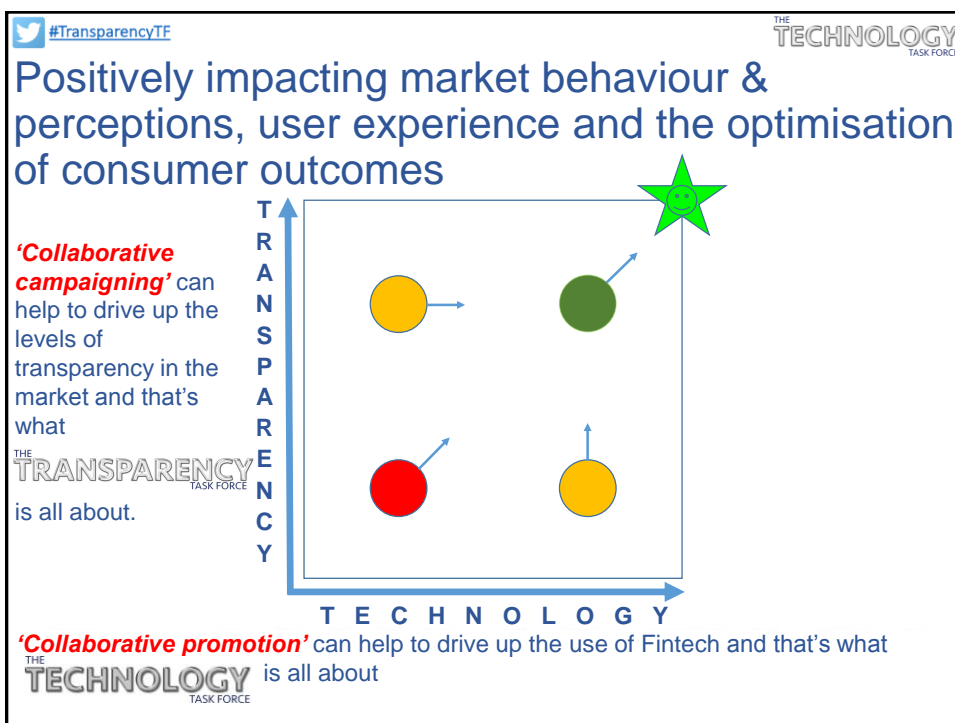 #TransparencyTF
THE
TECHNOLOGY
TASK FORCE
Positively impacting market behaviour &
perceptions, user experience and the optimisation
of consumer outcomes
'Collaborative
campaigning' can
help to drive up the
levels of
transparency in the
market and that's
what
THE
TRANSPARENCY
TASK FORCE
is all about.
T
R
A
N
S
P
A
R
E
N
C
Y
T E C H N O L O G Y
'Collaborative promotion' can help to drive up the use of Fintech and that's what
THE
TECHNOLOGY is all about
TASK FORCE